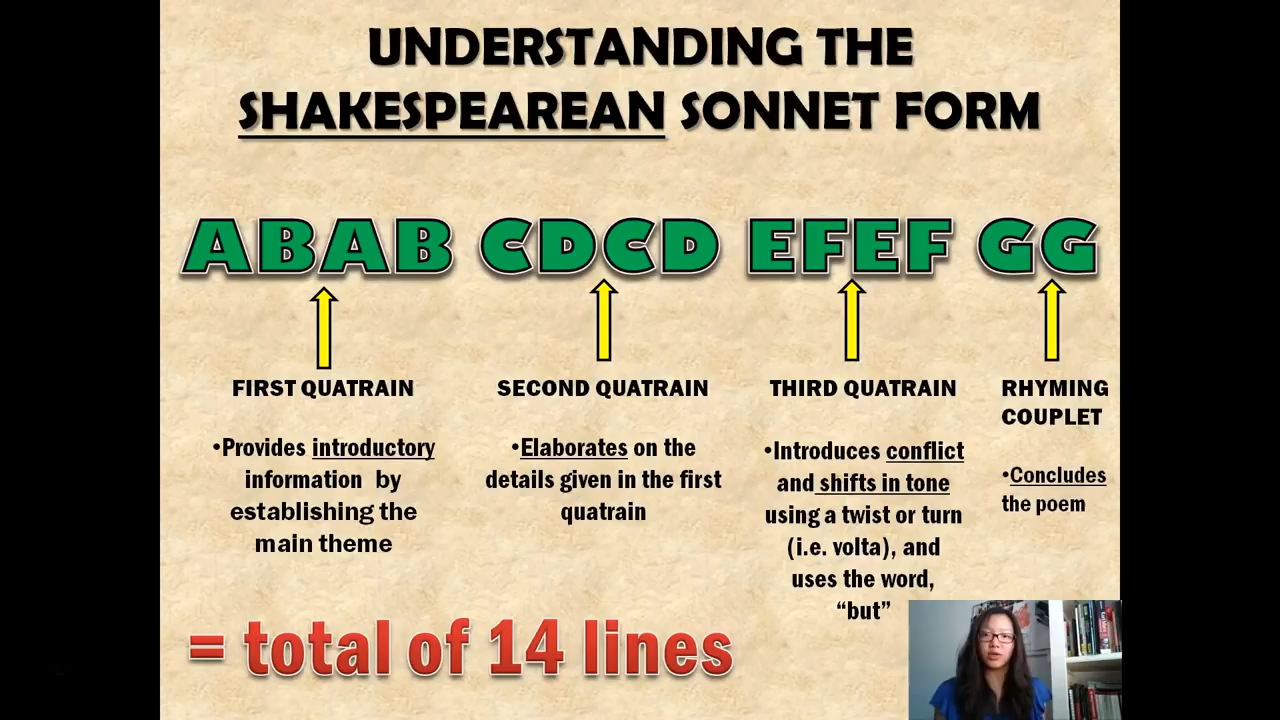 UNDERSTANDING THE
SHAKESPEAREAN SONNET FORM
ABAB CDCD EFEF GG
FIRST QUATRAIN
•Provides introductory
information by
establishing the
main theme
SECOND QUATRAIN
•Elaborates on the
details given in the first
quatrain
THIRD QUATRAIN
•Introduces conflict
and shifts in tone
using a twist or turn
(i.e. volta), and
uses the word,
“but”
RHYMING
COUPLET
•Concludes
the poem
= total of 14 lines